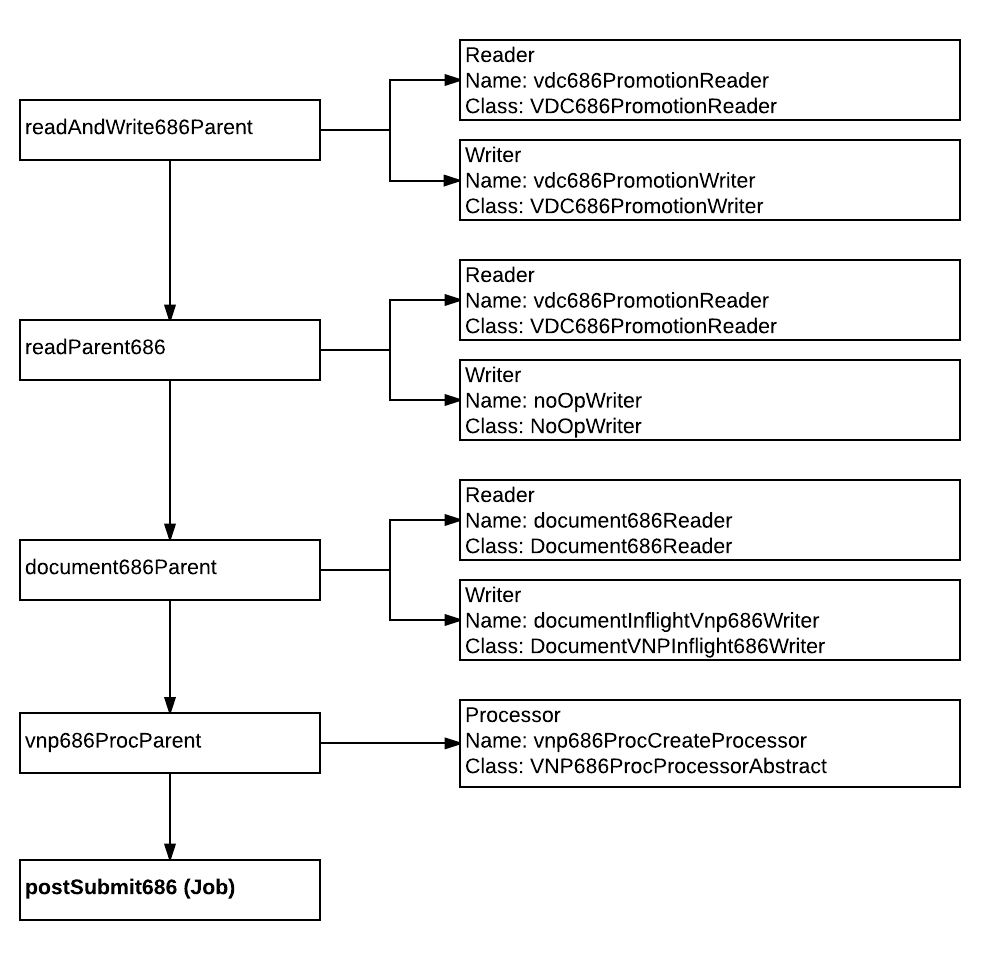 readAndWrite686Parent
Reader
Name: vdc686PromotionReader
Class: VDC686PromotionReader
Writer
Name: vdc686PromotionWriter
Class: VDC686PromotionWriter
readParent686
Reader
Name: vdc686PromotionReader
Class: VDC686PromotionReader
Writer
Name: noOpWriter
Class: NoOpWriter
document686Parent
Reader
Name: document686Reader
Class: Document686Reader
Writer
Name: documentInflightVnp686Writer
Class: DocumentVNPInflight686Writer
vnp686ProcParent
Processor
Name: vnp686ProcCreateProcessor
Class: VNP686ProcProcessorAbstract
postSubmit686 (Job)